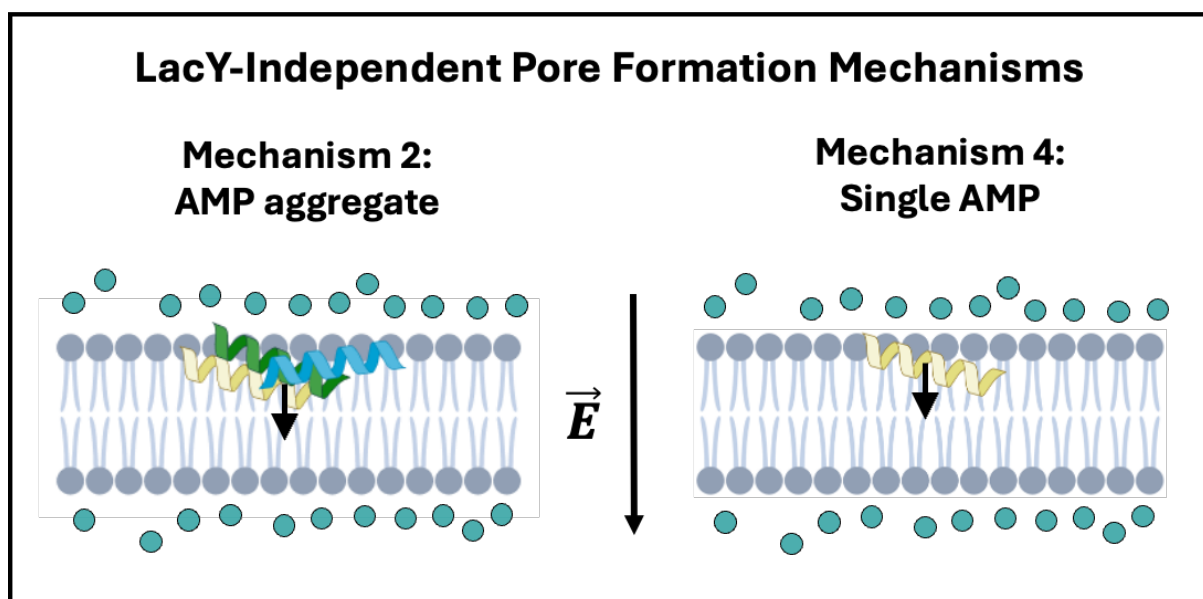 LacY-Independent Pore Formation Mechanisms
Mechanism 2:
AMP aggregate
Mechanism 4:
Single AMP
E